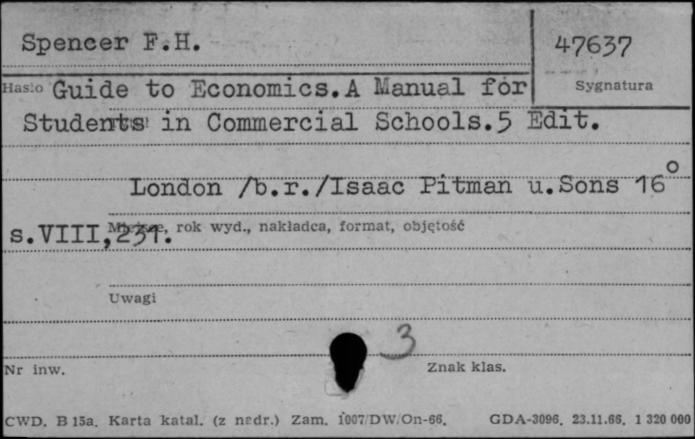 Spencer F.H.
47637
Hasło Guide to Economics.A Manual for
Sygnatura
Students in Commercial Schools.5 Edit.
London /b.r./Isaac Pitman u.Sons 16°
Miejsce, rok wyd., nakładca, format, objętość
s.VIII,231.
Uwagi
3
Nr inw.
Znak klas.
CWD. B 15a. Karta katal. (z nadr.) Zam. 1007/DW/On-66. GDA-3096. 23.11.66. 1 320 000